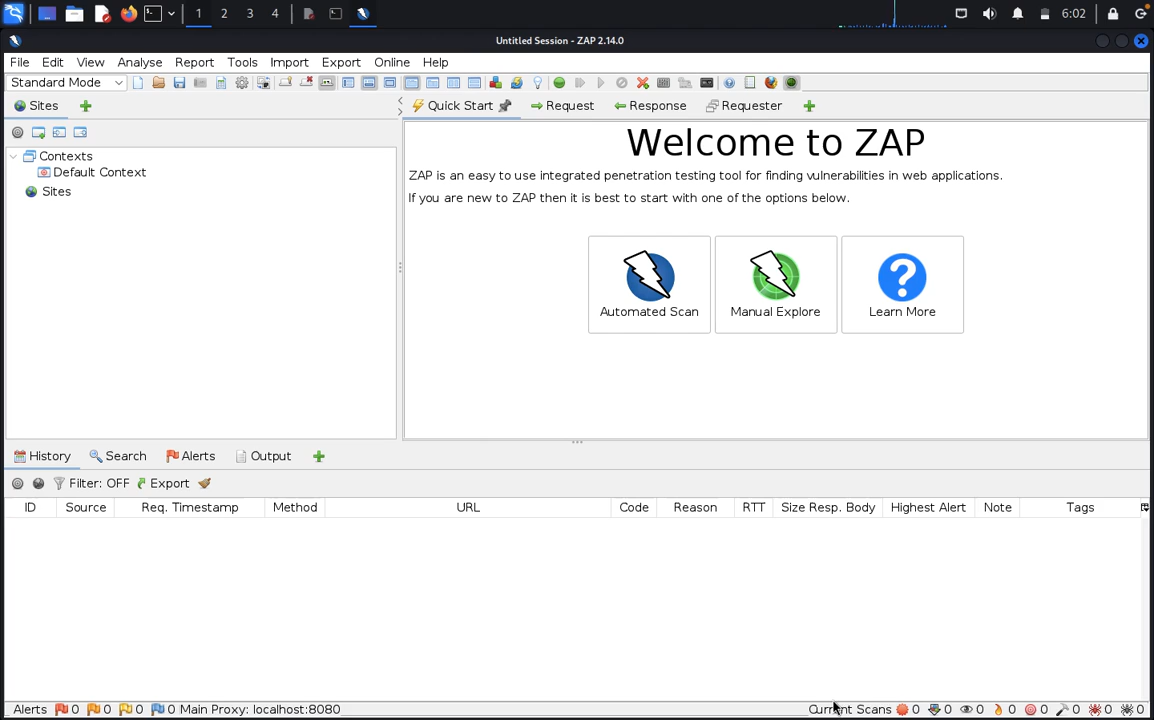 1 2 3 4 6:02
Untitled Session - ZAP 2.14.0
File Edit View Analyse Report Tools Import Export Online Help
Standard Mode
Sites
Quick Start Request Response Requester
Contexts
Default Context
Sites
Welcome to ZAP
ZAP is an easy to use integrated penetration testing tool for finding vulnerabilities in web applications.
If you are new to ZAP then it is best to start with one of the options below.
Automated Scan Manual Explore Learn More
History Search Alerts Output
Filter: OFF Export
ID Source Req. Timestamp Method URL Code Reason RTT Size Resp. Body Highest Alert Note Tags
Alerts 0 0 0 0 Main Proxy: localhost:8080 Current Scans 0 0 0 0 0 0 0 0